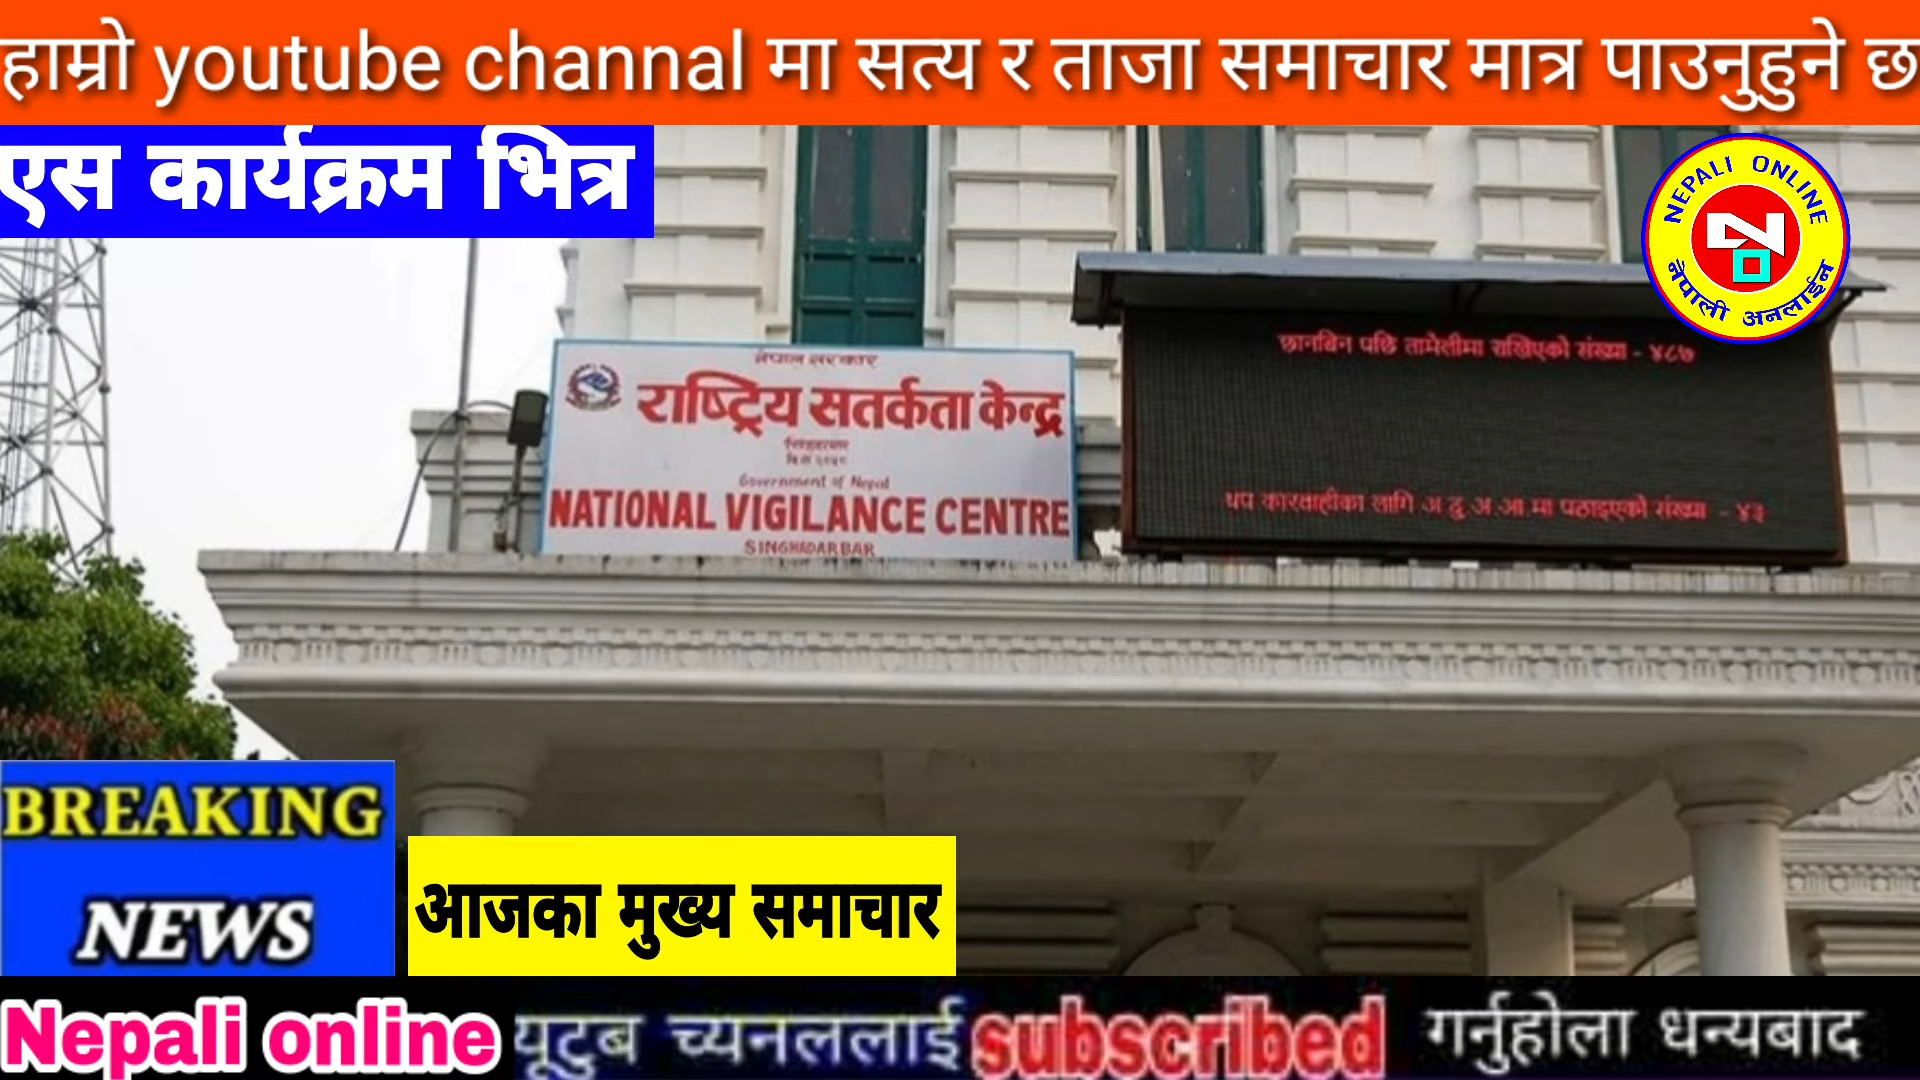 हाम्रो youtube channal मा सत्य र ताजा समाचार मात्र पाउनुहुने छ
एस कार्यक्रम भित्र
NEPALI ONLINE
नेपाली अनलाईन
छानबिन पछि तामेलीमा राखिएको संख्या - ४८७
नेपाल सरकार
राष्ट्रिय सतर्कता केन्द्र
सिंहदरबार
Government of Nepal
NATIONAL VIGILANCE CENTRE
SINGHADARBAR
थप कारवाहीका लागि अ.दु.अ.आ.मा पठाइएको संख्या - ४३
BREAKING
NEWS
आजका मुख्य समाचार
Nepali online यूटुब च्यनललाई subscribed गर्नुहोला धन्यबाद